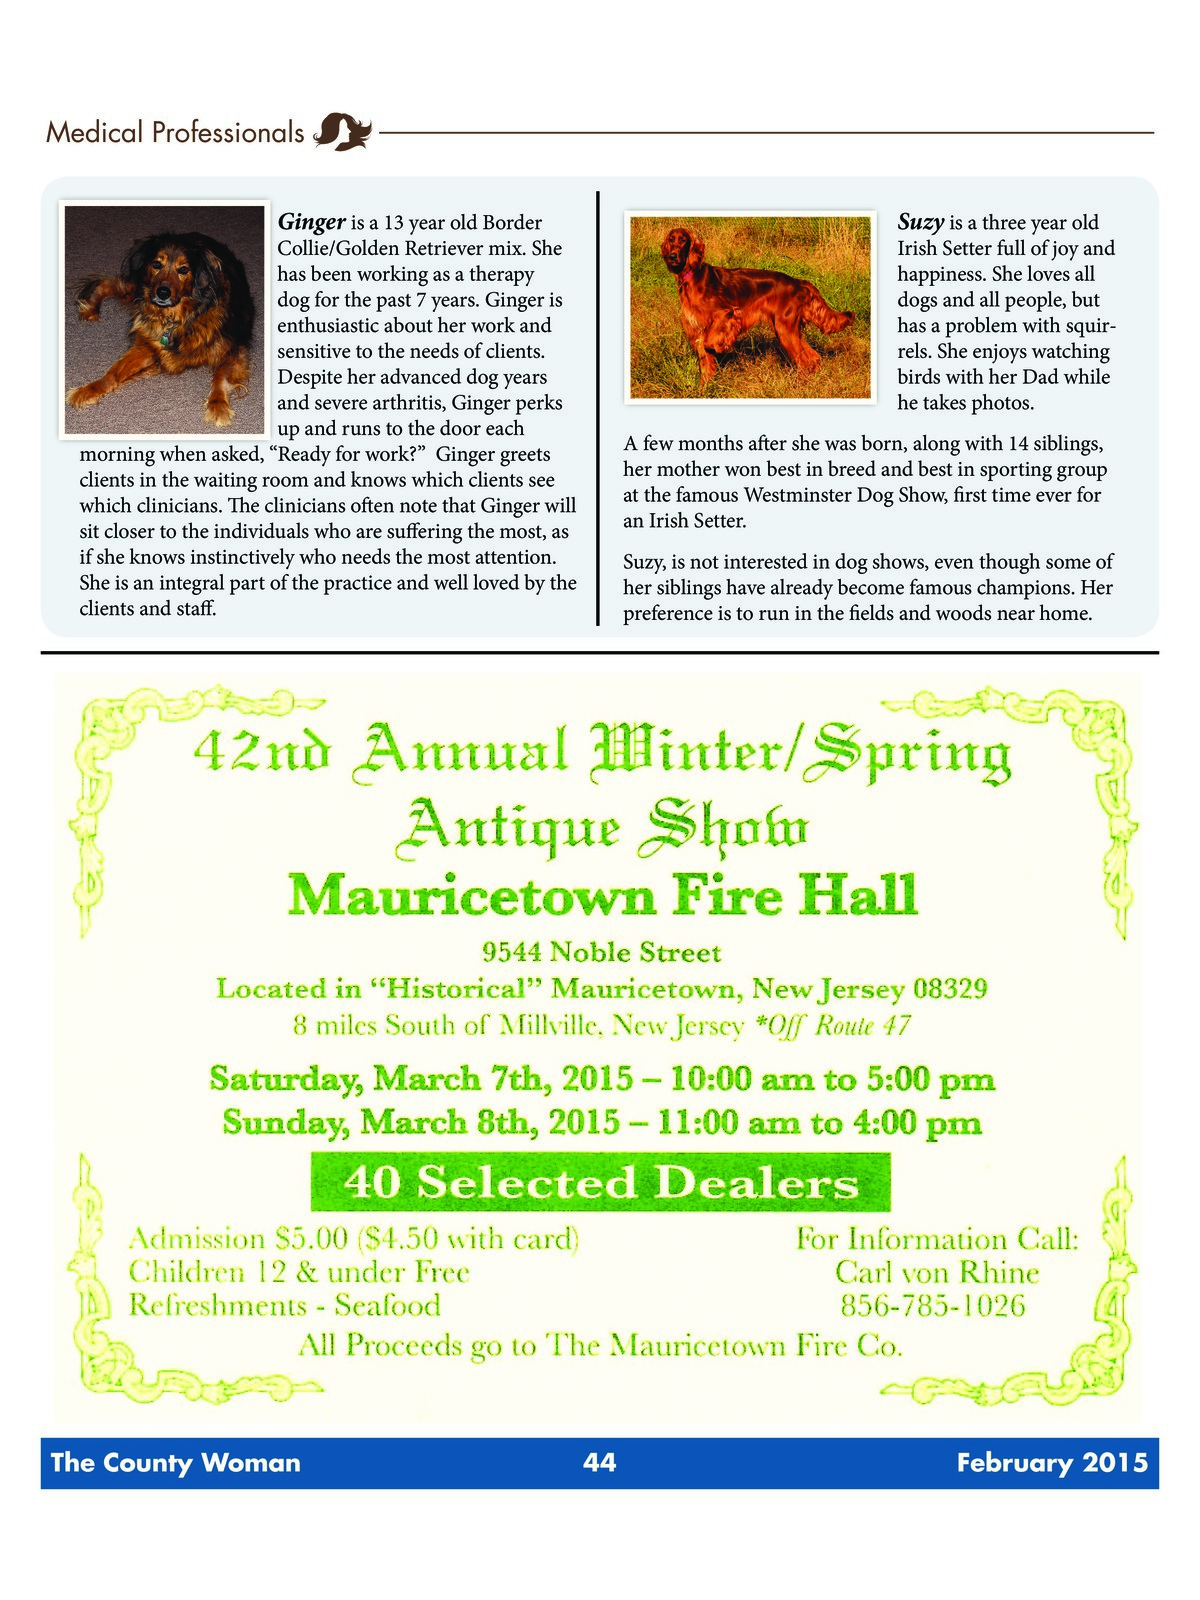 Medical Professionals
Ginger is a 13 year old Border
Collie/Golden Retriever mix. She
has been working as a therapy
dog for the past 7 years. Ginger is
enthusiastic about her work and
sensitive to the needs of clients.
Despite her advanced dog years
and severe arthritis, Ginger perks
up and runs to the door each
morning when asked, “Ready for work?”  Ginger greets
clients in the waiting room and knows which clients see
which clinicians. The clinicians often note that Ginger will
sit closer to the individuals who are suffering the most, as
if she knows instinctively who needs the most attention.
She is an integral part of the practice and well loved by the
clients and staff.
Suzy is a three year old
Irish Setter full of joy and
happiness. She loves all
dogs and all people, but
has a problem with squir-
rels. She enjoys watching
birds with her Dad while
he takes photos.
A few months after she was born, along with 14 siblings,
her mother won best in breed and best in sporting group
at the famous Westminster Dog Show, first time ever for
an Irish Setter.
Suzy, is not interested in dog shows, even though some of
her siblings have already become famous champions. Her
preference is to run in the fields and woods near home.
42nd Annual Winter/Spring
Antique Show
Mauricetown Fire Hall
9544 Noble Street
Located in “Historical” Mauricetown, New Jersey 08329
8 miles South of Millville, New Jersey *Off Route 47
Saturday, March 7th, 2015 – 10:00 am to 5:00 pm
Sunday, March 8th, 2015 – 11:00 am to 4:00 pm
40 Selected Dealers
Admission $5.00 ($4.50 with card)
Children 12 & under Free
Refreshments - Seafood
For Information Call:
Carl von Rhine
856-785-1026
All Proceeds go to The Mauricetown Fire Co.
The County Woman 44 February 2015